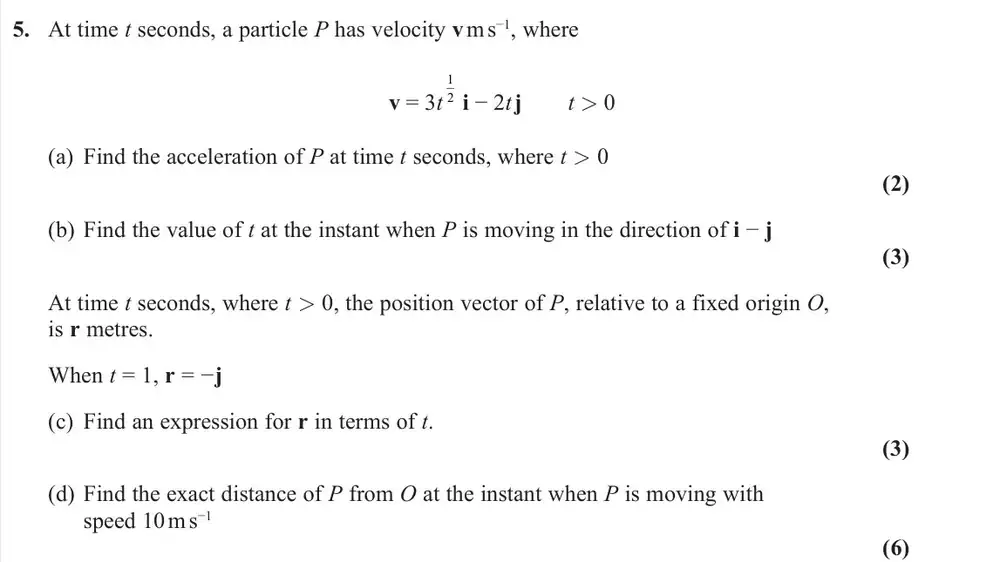 5. At time t seconds, a particle P has velocity v m s⁻¹, where
v = 3t^(1/2) i − 2t j t > 0
(a) Find the acceleration of P at time t seconds, where t > 0
(2)
(b) Find the value of t at the instant when P is moving in the direction of i − j
(3)
At time t seconds, where t > 0, the position vector of P, relative to a fixed origin O,
is r metres.
When t = 1, r = −j
(c) Find an expression for r in terms of t.
(3)
(d) Find the exact distance of P from O at the instant when P is moving with
speed 10 m s⁻¹
(6)